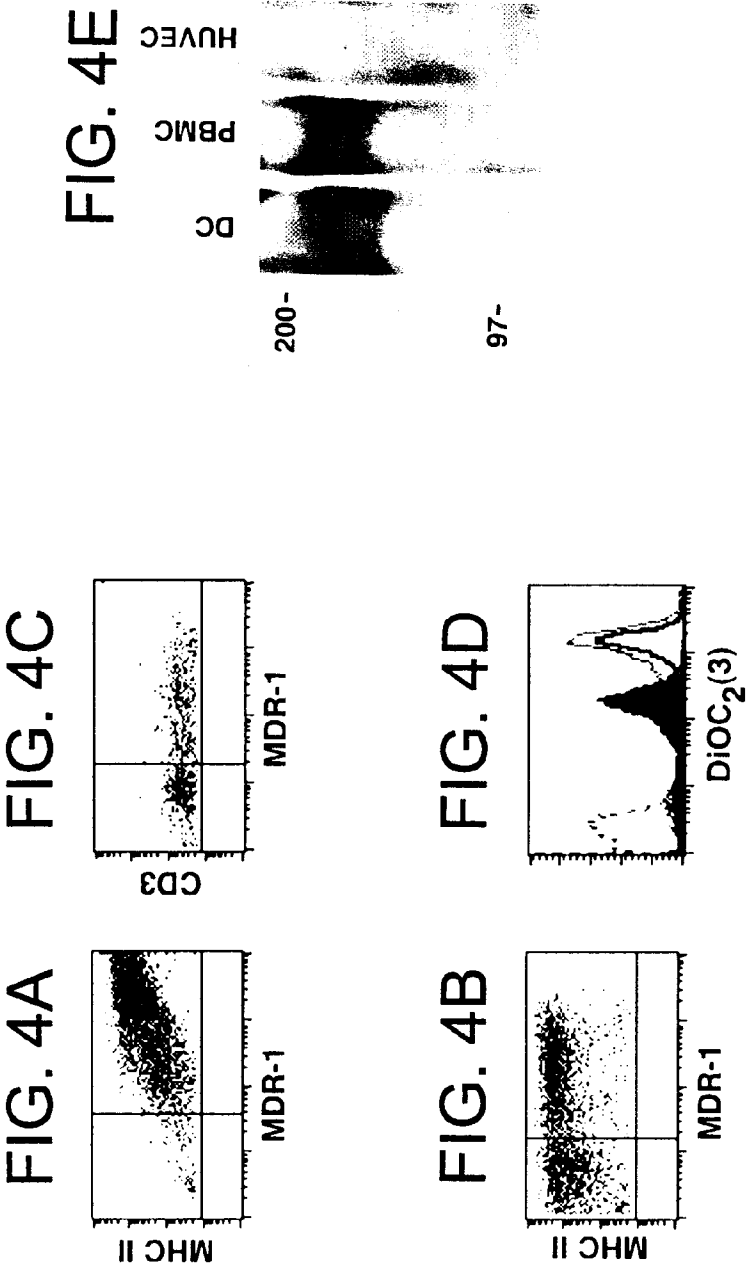 FIG. 4A
MHC II
MDR-1
FIG. 4C
CD3
MDR-1
FIG. 4B
MHC II
MDR-1
FIG. 4D
DiOC2(3)
FIG. 4E
DC
PBMC
HUVEC
200-
97-